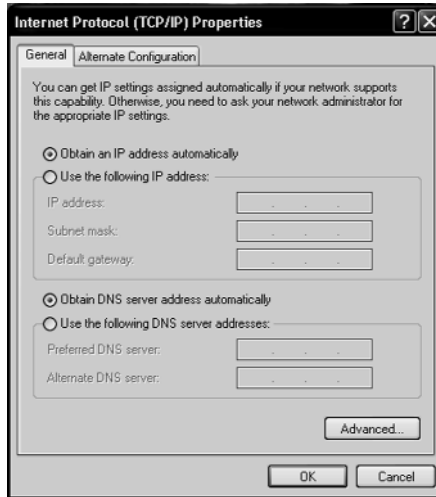 Internet Protocol (TCP/IP) Properties
General
Alternate Configuration
You can get IP settings assigned automatically if your network supports
this capability. Otherwise, you need to ask your network administrator for
the appropriate IP settings.
Obtain an IP address automatically
Use the following IP address:
IP address:
Subnet mask:
Default gateway:
Obtain DNS server address automatically
Use the following DNS server addresses:
Preferred DNS server:
Alternate DNS server:
Advanced...
OK
Cancel